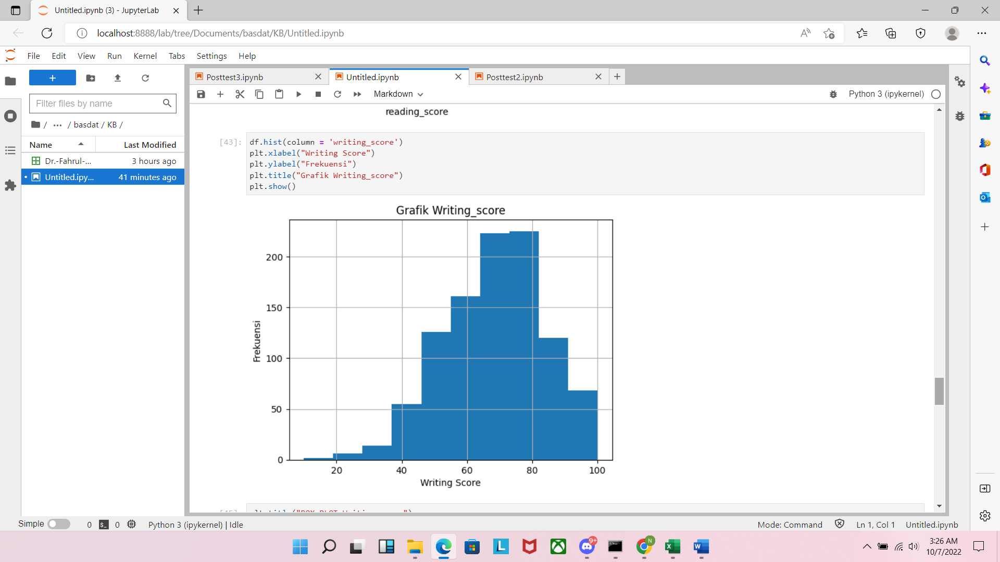 Untitled.ipynb (3) - JupyterLab
localhost:8888/lab/tree/Documents/basdat/KB/Untitled.ipynb
File Edit View Run Kernel Tabs Settings Help
Posttest3.ipynb
Untitled.ipynb
Posttest2.ipynb
Markdown
Python 3 (ipykernel)
Filter files by name
/ ... / basdat / KB /
Name Last Modified
Dr.-Fahrul-... 3 hours ago
Untitled.ipy... 41 minutes ago
reading_score
[43]:
df.hist(column = 'writing_score')
plt.xlabel("Writing Score")
plt.ylabel("Frekuensi")
plt.title("Grafik Writing_score")
plt.show()
Grafik Writing_score
200
150
100
50
0
Frekuensi
20 40 60 80 100
Writing Score
Simple 0 $_ 0 Python 3 (ipykernel) | Idle
Mode: Command Ln 1, Col 1 Untitled.ipynb
L
9+
N
X
W
3:26 AM
10/7/2022